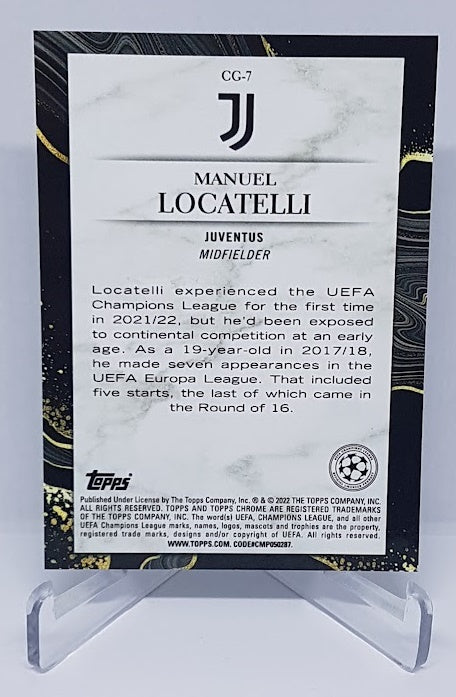 CG-7
MANUEL
LOCATELLI
JUVENTUS
MIDFIELDER
Locatelli experienced the UEFA
Champions League for the first time
in 2021/22, but he'd been exposed
to continental competition at an early
age. As a 19-year-old in 2017/18,
he made seven appearances in the
UEFA Europa League. That included
five starts, the last of which came in
the Round of 16.
Topps
Published Under License by The Topps Company, Inc. ® & © 2022 THE TOPPS COMPANY, INC.
ALL RIGHTS RESERVED. TOPPS AND TOPPS CHROME ARE REGISTERED TRADEMARKS
OF THE TOPPS COMPANY, INC. The word(s) UEFA, CHAMPIONS LEAGUE, and all other
UEFA Champions League marks, names, logos, mascots and trophies are the property,
registered trade marks, designs and/or copyright of UEFA. All rights reserved.
WWW.TOPPS.COM. CODE#CMP050287.